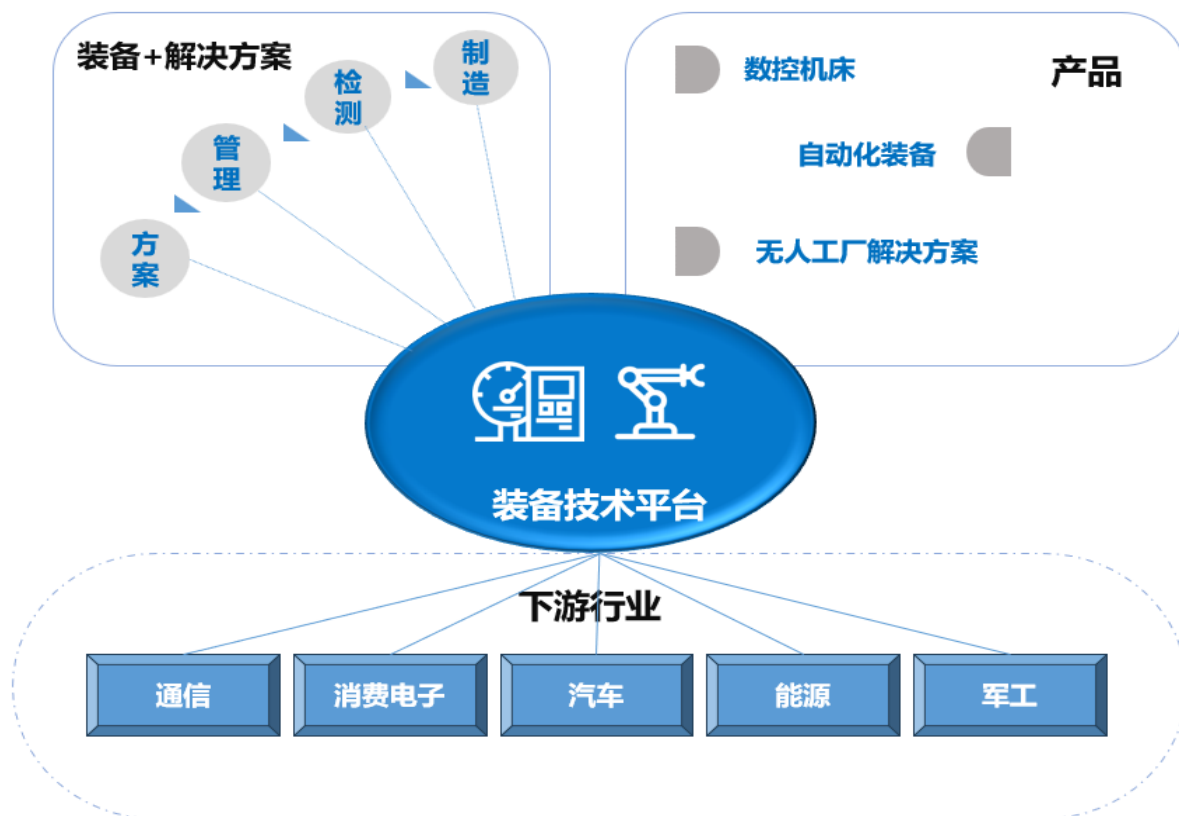 装备+解决方案
制
造
检
测
管
理
方
案
产品
数控机床
自动化装备
无人工厂解决方案
装备技术平台
下游行业
通信
消费电子
汽车
能源
军工